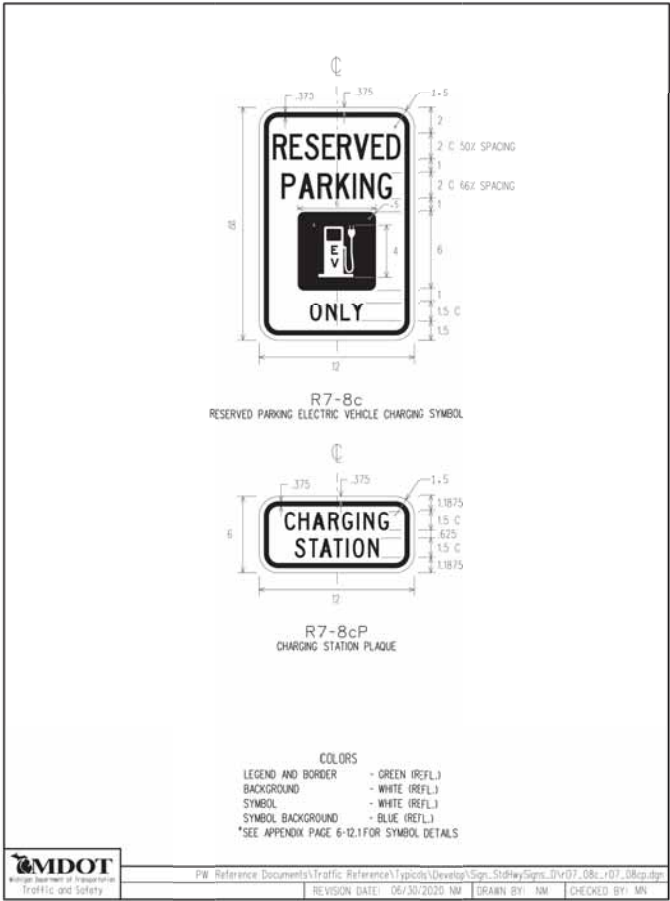 ℄
.375 .375 1.5
2
RESERVED
2 C 50% SPACING
1
PARKING
2 C 66% SPACING
1
6 .5
18
E
V
4
6
1
ONLY
1.5 C
1.5
12
R7-8c
RESERVED PARKING ELECTRIC VEHICLE CHARGING SYMBOL
℄
.375 .375 1.5
1.1875
CHARGING
1.5 C
6
.625
STATION
1.5 C
1.1875
12
R7-8cP
CHARGING STATION PLAQUE
COLORS
LEGEND AND BORDER - GREEN (REFL.)
BACKGROUND - WHITE (REFL.)
SYMBOL - WHITE (REFL.)
SYMBOL BACKGROUND - BLUE (REFL.)
*SEE APPENDIX PAGE 6-12.1 FOR SYMBOL DETAILS
MDOT
Michigan Department of Transportation
Traffic and Safety
PW Reference Documents\Traffic Reference\Typicals\Develop\Sign_StdHwySigns_D\r07_08c_r07_08cp.dgn
REVISION DATE: 06/30/2020 NM DRAWN BY: NM CHECKED BY: MN